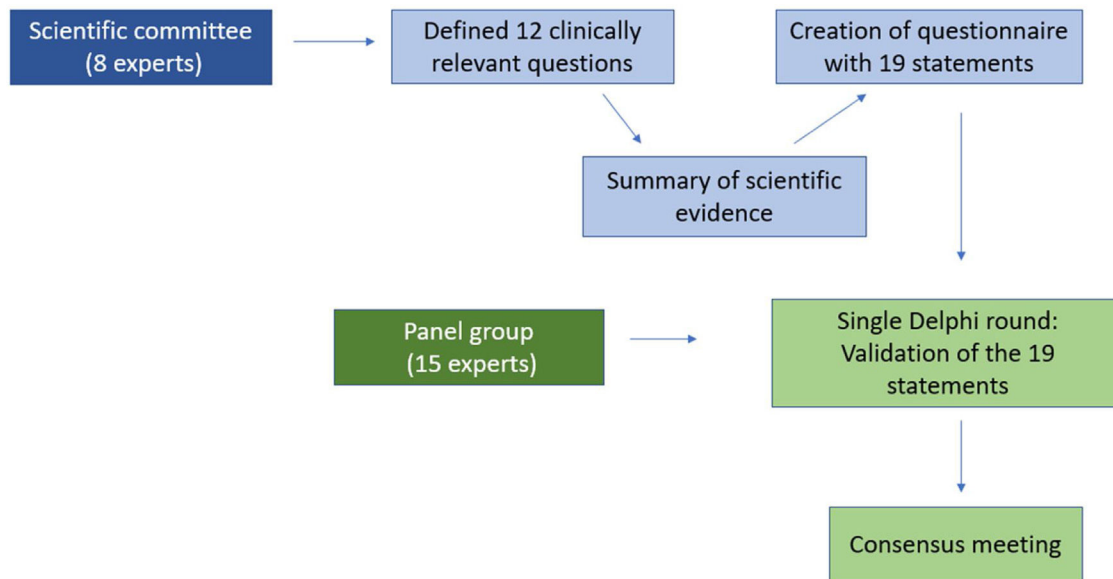 Scientific committee
(8 experts)
Defined 12 clinically
relevant questions
Creation of questionnaire
with 19 statements
Summary of scientific
evidence
Panel group
(15 experts)
Single Delphi round:
Validation of the 19
statements
Consensus meeting